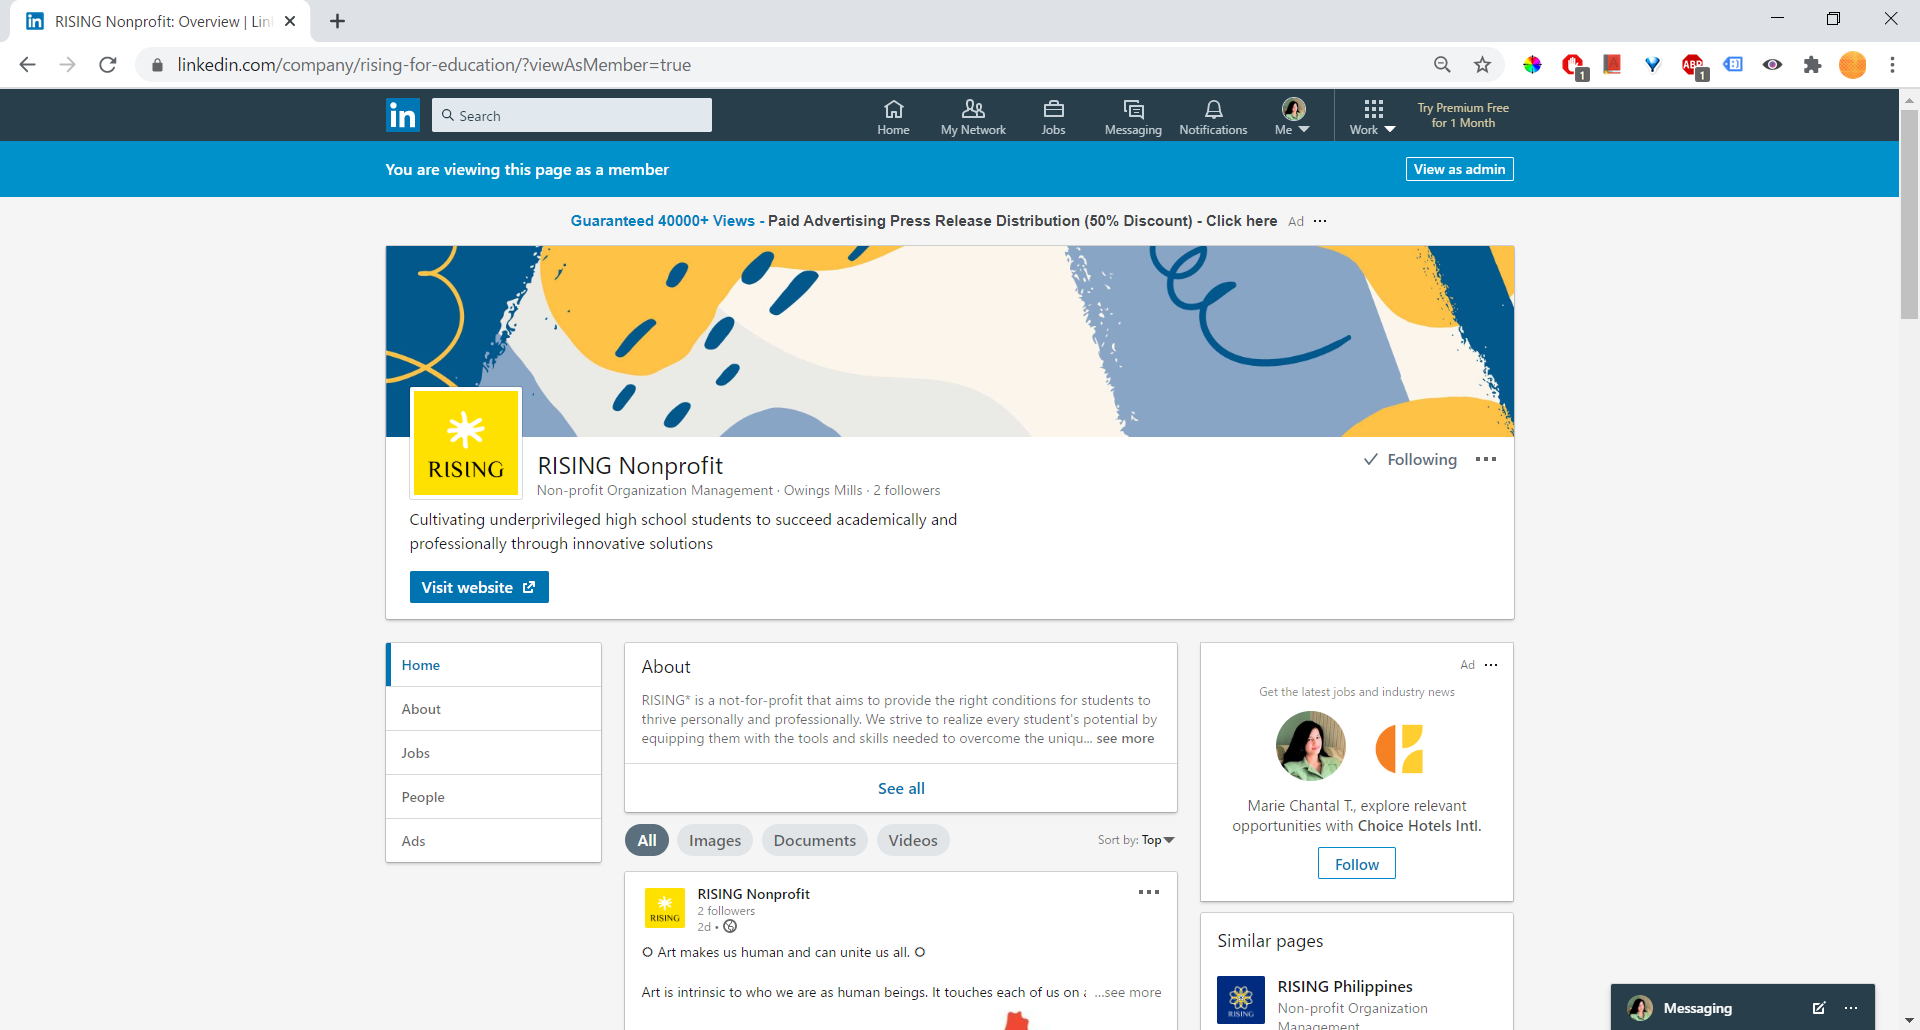 RISING Nonprofit: Overview | Lin
linkedin.com/company/rising-for-education/?viewAsMember=true
1
ABP
1
in
Search
Home
My Network
Jobs
Messaging
Notifications
Me
Work
Try Premium Free
for 1 Month
You are viewing this page as a member
View as admin
Guaranteed 40000+ Views - Paid Advertising Press Release Distribution (50% Discount) - Click here Ad ···
RISING
RISING Nonprofit
Following
Non-profit Organization Management · Owings Mills · 2 followers
Cultivating underprivileged high school students to succeed academically and
professionally through innovative solutions
Visit website
Home
About
Jobs
People
Ads
About
RISING* is a not-for-profit that aims to provide the right conditions for students to
thrive personally and professionally. We strive to realize every student's potential by
equipping them with the tools and skills needed to overcome the uniqu... see more
See all
All
Images
Documents
Videos
Sort by: Top
RISING
RISING Nonprofit
2 followers
2d •
O Art makes us human and can unite us all. O
Art is intrinsic to who we are as human beings. It touches each of us on ...see more
Ad ···
Get the latest jobs and industry news
Marie Chantal T., explore relevant
opportunities with Choice Hotels Intl.
Follow
Similar pages
RISING
RISING Philippines
Non-profit Organization
Management
Messaging